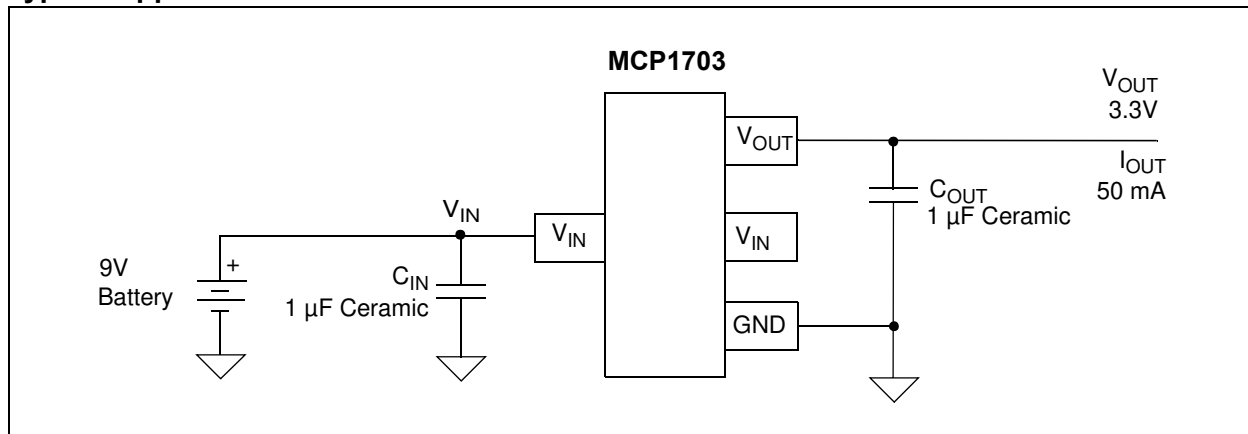 MCP1703
V_OUT
3.3V
V_OUT
I_OUT
50 mA
C_OUT
1 µF Ceramic
V_IN
V_IN
V_IN
9V
Battery
+
C_IN
1 µF Ceramic
GND